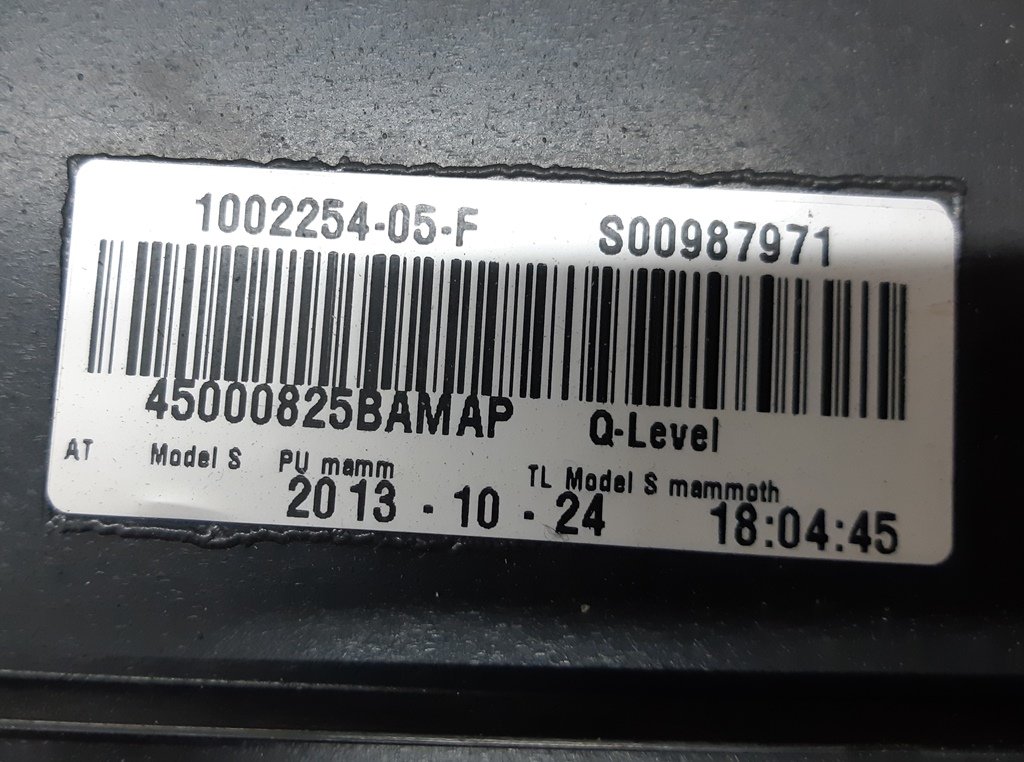 1002254-05-F S00987971
45000825BAMAP Q-Level
AT Model S PU mamm TL Model S mammoth
2013 - 10 - 24 18:04:45